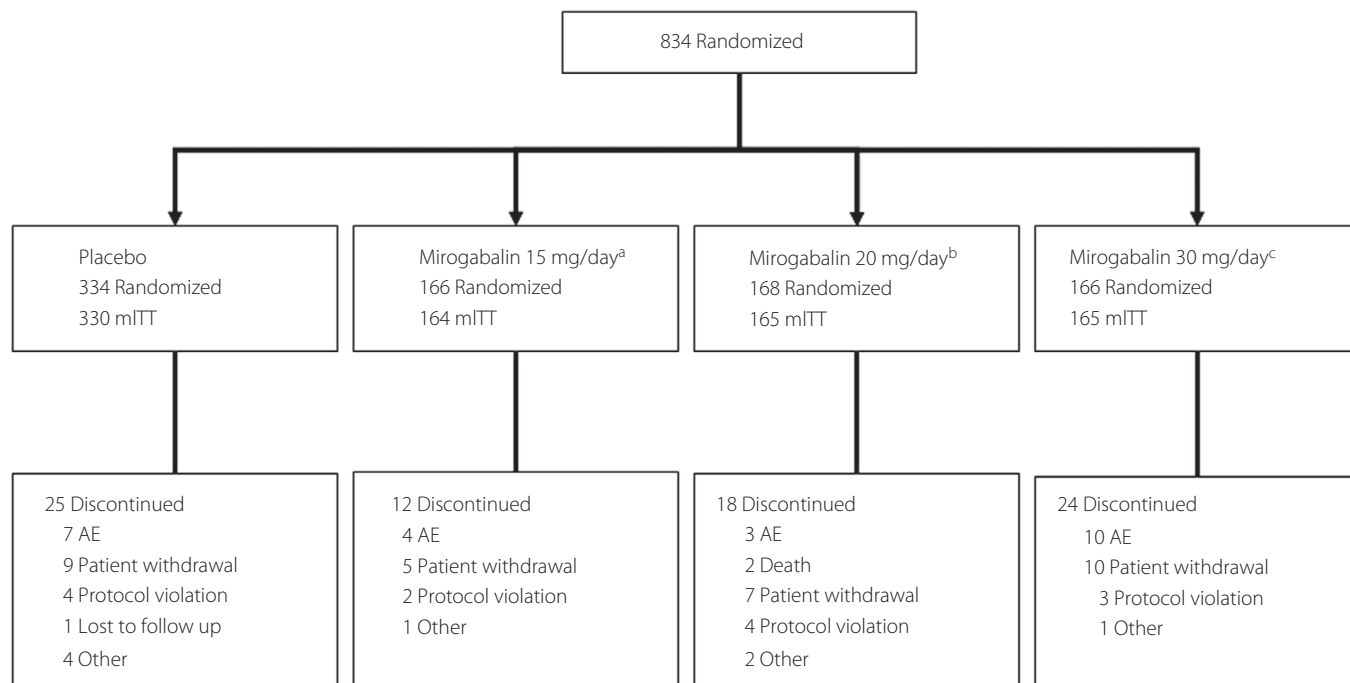 834 Randomized
Placebo
334 Randomized
330 mITT
Mirogabalin 15 mg/dayᵃ
166 Randomized
164 mITT
Mirogabalin 20 mg/dayᵇ
168 Randomized
165 mITT
Mirogabalin 30 mg/dayᶜ
166 Randomized
165 mITT
25 Discontinued
7 AE
9 Patient withdrawal
4 Protocol violation
1 Lost to follow up
4 Other
12 Discontinued
4 AE
5 Patient withdrawal
2 Protocol violation
1 Other
18 Discontinued
3 AE
2 Death
7 Patient withdrawal
4 Protocol violation
2 Other
24 Discontinued
10 AE
10 Patient withdrawal
3 Protocol violation
1 Other